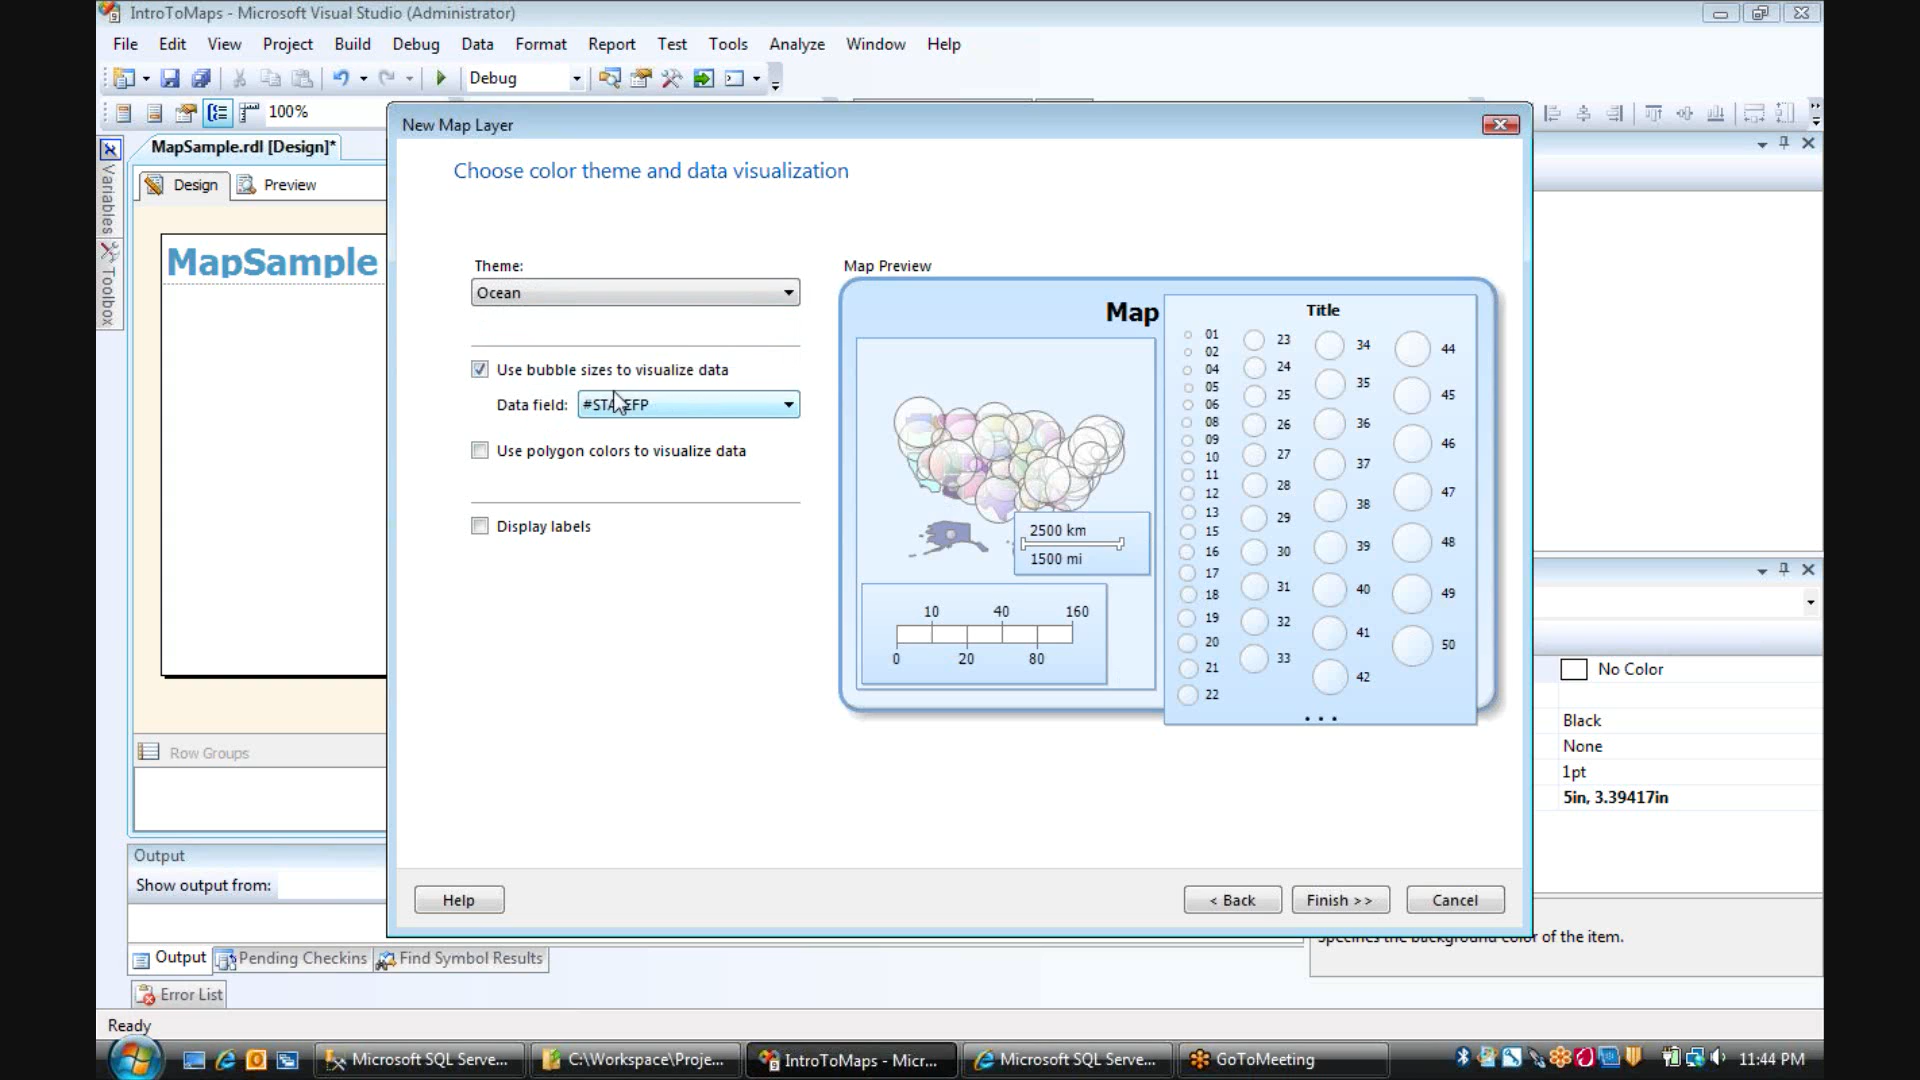 IntroToMaps - Microsoft Visual Studio (Administrator)
File Edit View Project Build Debug Data Format Report Test Tools Analyze Window Help
Debug
100%
New Map Layer
MapSample.rdl [Design]*
Choose color theme and data visualization
Variables
Toolbox
Design Preview
MapSample
Theme:
Ocean
Use bubble sizes to visualize data
Data field:
Use polygon colors to visualize data
Display labels
Map Preview
Map
Title
01
02
04
05
06
08
09
10
11
12
13
15
16
17
18
19
20
21
22
23
24
25
26
27
28
29
30
31
32
33
34
35
36
37
38
39
40
41
42
44
45
46
47
48
49
50
...
2500 km
1500 mi
10 40 160
0 20 80
No Color
Black
None
1pt
5in, 3.39417in
Row Groups
Output
Show output from:
Help < Back Finish >> Cancel
Specifies the background color of the item.
Output Pending Checkins Find Symbol Results
Error List
Ready
Microsoft SQL Serve... C:\Workspace\Proje... IntroToMaps - Micr... Microsoft SQL Serve... GoToMeeting 11:44 PM